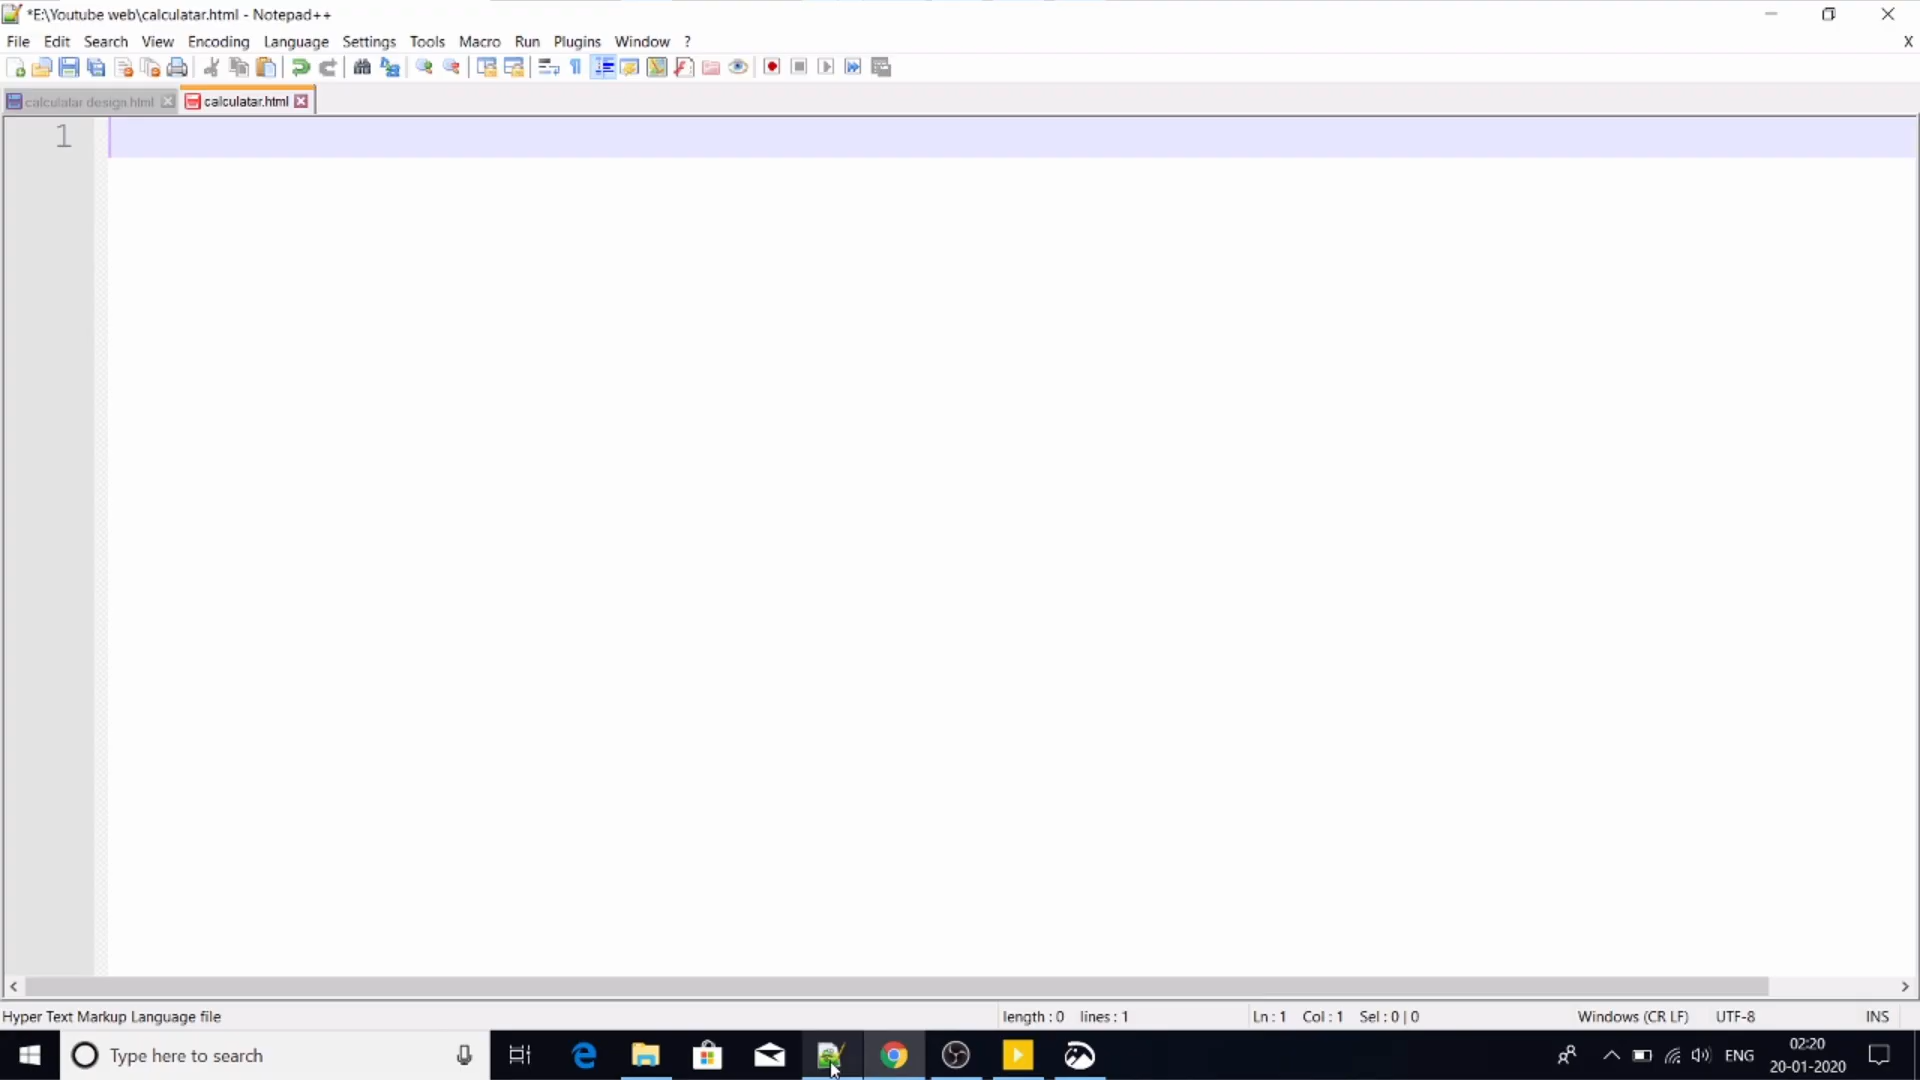 *E:\Youtube web\calculatar.html - Notepad++
File Edit Search View Encoding Language Settings Tools Macro Run Plugins Window ? X
calculatar design.html calculatar.html
1
Hyper Text Markup Language file length : 0 lines : 1 Ln : 1 Col : 1 Sel : 0 | 0 Windows (CR LF) UTF-8 INS
Type here to search ENG 02:20
20-01-2020